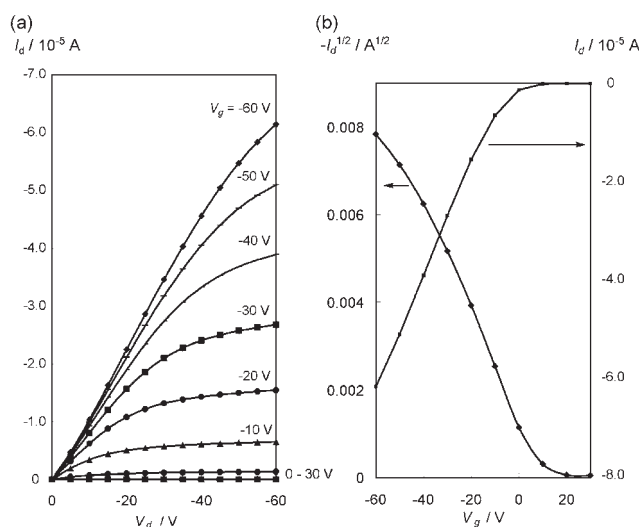 (a)
I_d / 10^-5 A
-7.0
-6.0
-5.0
-4.0
-3.0
-2.0
-1.0
0
V_g = -60 V
-50 V
-40 V
-30 V
-20 V
-10 V
0 - 30 V
0 -20 -40 -60
V_d / V
(b)
-I_d^1/2 / A^1/2
I_d / 10^-5 A
0.008
0.006
0.004
0.002
0
0
-2.0
-4.0
-6.0
-8.0
-60 -40 -20 0 20
V_g / V